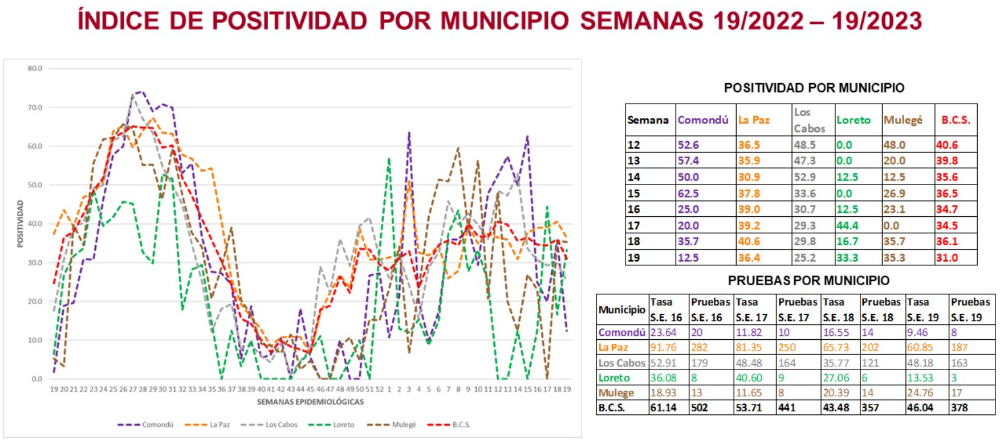 ÍNDICE DE POSITIVIDAD POR MUNICIPIO SEMANAS 19/2022 – 19/2023
80.0
70.0
60.0
50.0
40.0
30.0
20.0
10.0
0.0
POSITIVIDAD
19 20 21 22 23 24 25 26 27 28 29 30 31 32 33 34 35 36 37 38 39 40 41 42 43 44 45 46 47 48 49 50 51 52 1 2 3 4 5 6 7 8 9 10 11 12 13 14 15 16 17 18 19
SEMANAS EPIDEMIOLÓGICAS
Comondú La Paz Los Cabos Loreto Mulegé B.C.S.
POSITIVIDAD POR MUNICIPIO
Semana Comondú La Paz Los Cabos Loreto Mulegé B.C.S.
12 52.6 36.5 48.5 0.0 48.0 40.6
13 57.4 35.9 47.3 0.0 20.0 39.8
14 50.0 30.9 52.9 12.5 12.5 35.6
15 62.5 37.8 33.6 0.0 26.9 36.5
16 25.0 39.0 30.7 12.5 23.1 34.7
17 20.0 39.2 29.3 44.4 0.0 34.5
18 35.7 40.6 29.8 16.7 35.7 36.1
19 12.5 36.4 25.2 33.3 35.3 31.0
PRUEBAS POR MUNICIPIO
Municipio Tasa S.E. 16 Pruebas S.E. 16 Tasa S.E. 17 Pruebas S.E. 17 Tasa S.E. 18 Pruebas S.E. 18 Tasa S.E. 19 Pruebas S.E. 19
Comondú 23.64 20 11.82 10 16.55 14 9.46 8
La Paz 91.76 282 81.35 250 65.73 202 60.85 187
Los Cabos 52.91 179 48.48 164 35.77 121 48.18 163
Loreto 36.08 8 40.60 9 27.06 6 13.53 3
Mulege 18.93 13 11.65 8 20.39 14 24.76 17
B.C.S. 61.14 502 53.71 441 43.48 357 46.04 378